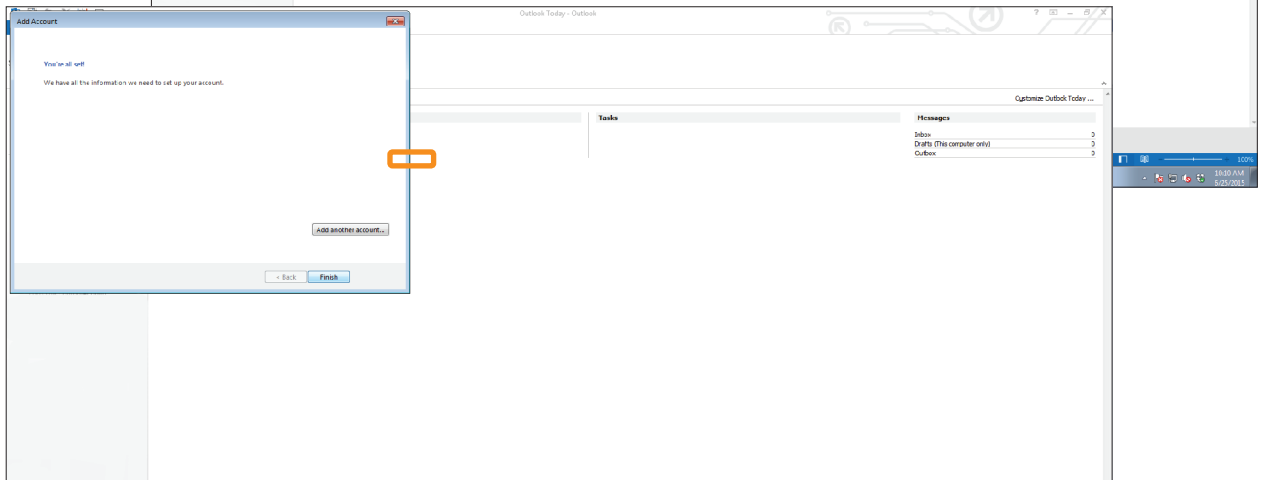 Add Account
Outlook Today - Outlook
You're all set!
We have all the information we need to set up your account.
Customize Outlook Today ...
Tasks
Messages
Inbox 0
Drafts (This computer only) 0
Outbox 0
100%
10:10 AM
5/25/2015
Add another account...
< Back
Finish